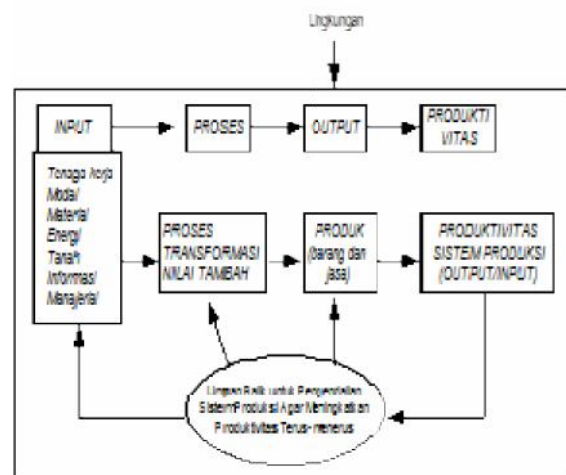 Lingkungan
INPUT
PROSES
OUTPUT
PRODUKTI
VITAS
Tenaga kerja
Modal
Material
Energi
Tanah
Informasi
Manajerial
PROSES
TRANSFORMASI
NILAI TAMBAH
PRODUK
(barang dan
jasa)
PRODUKTIVITAS
SISTEM PRODUKSI
(OUTPUT/INPUT)
Umpan Balik untuk Pengendalian
Sistem Produksi Agar Meningkatkan
Produktivitas Terus-menerus